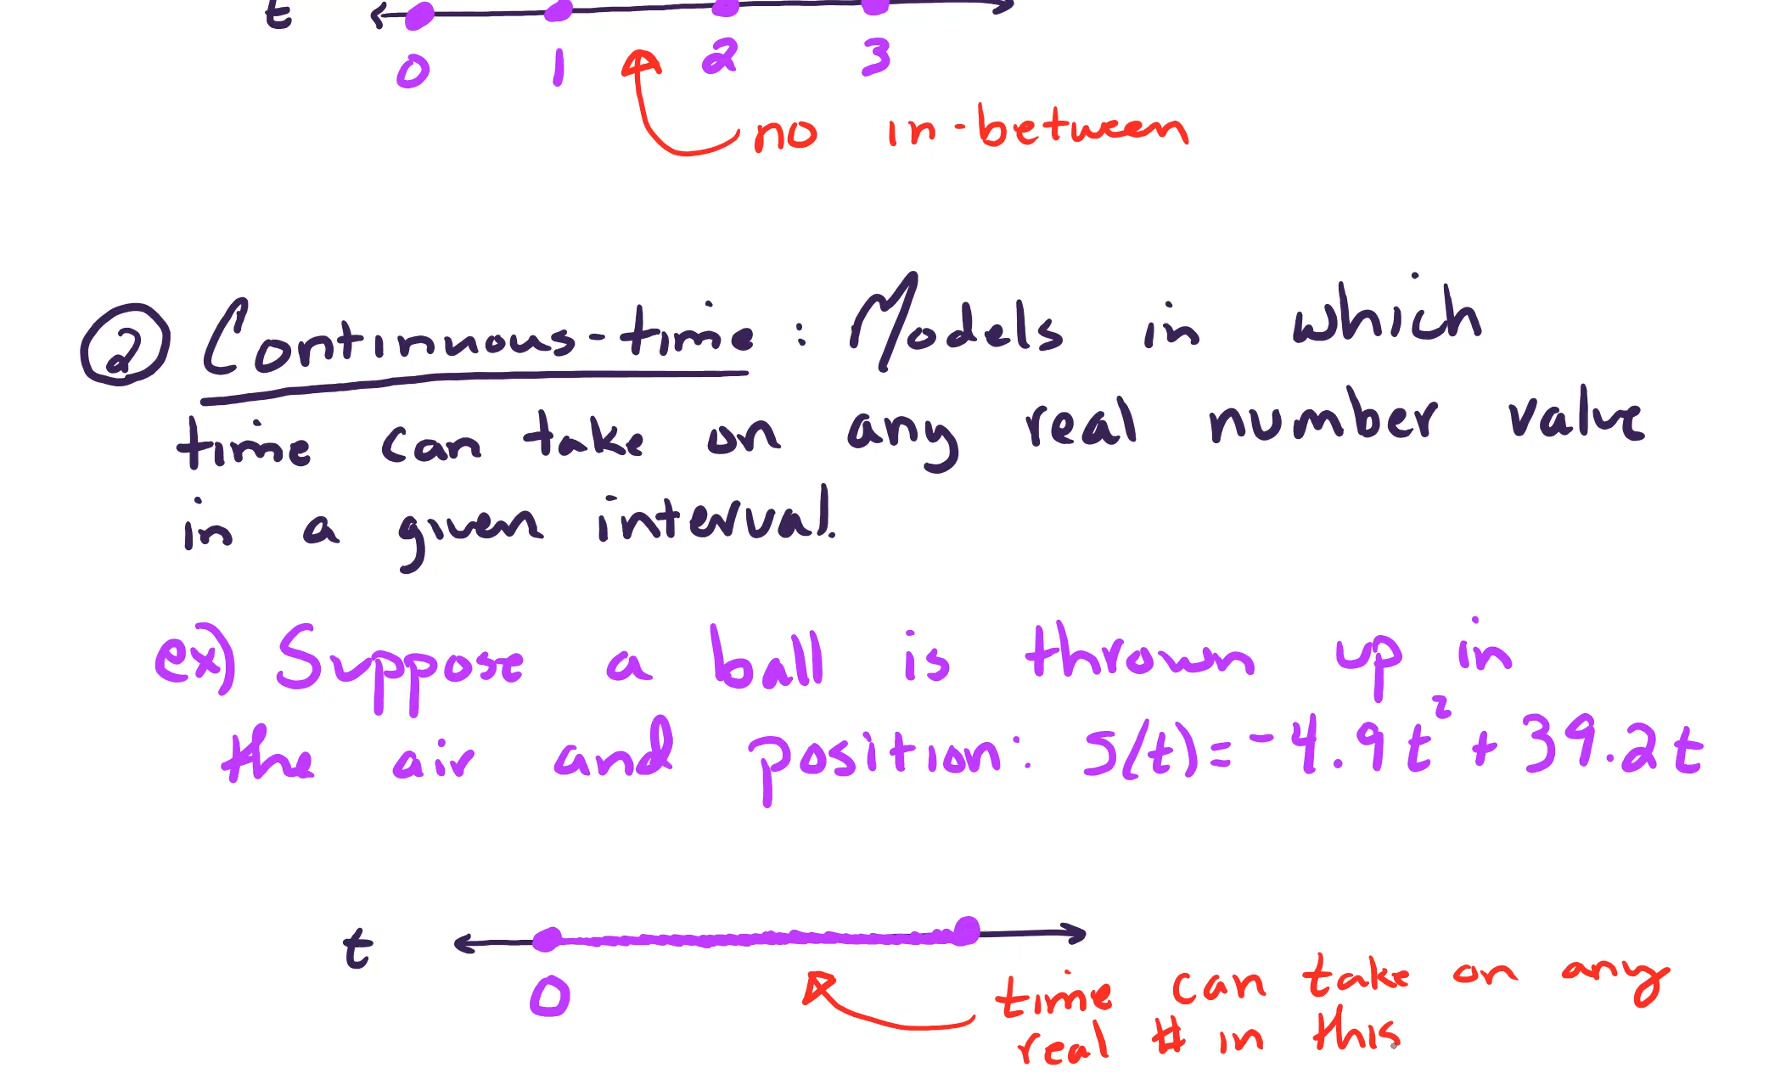 t
0 1 2 3
no in-between
② Continuous-time: Models in which
time can take on any real number value
in a given interval.
ex) Suppose a ball is thrown up in
the air and position: S(t)=-4.9t²+39.2t
t
0
time can take on any
real # in this